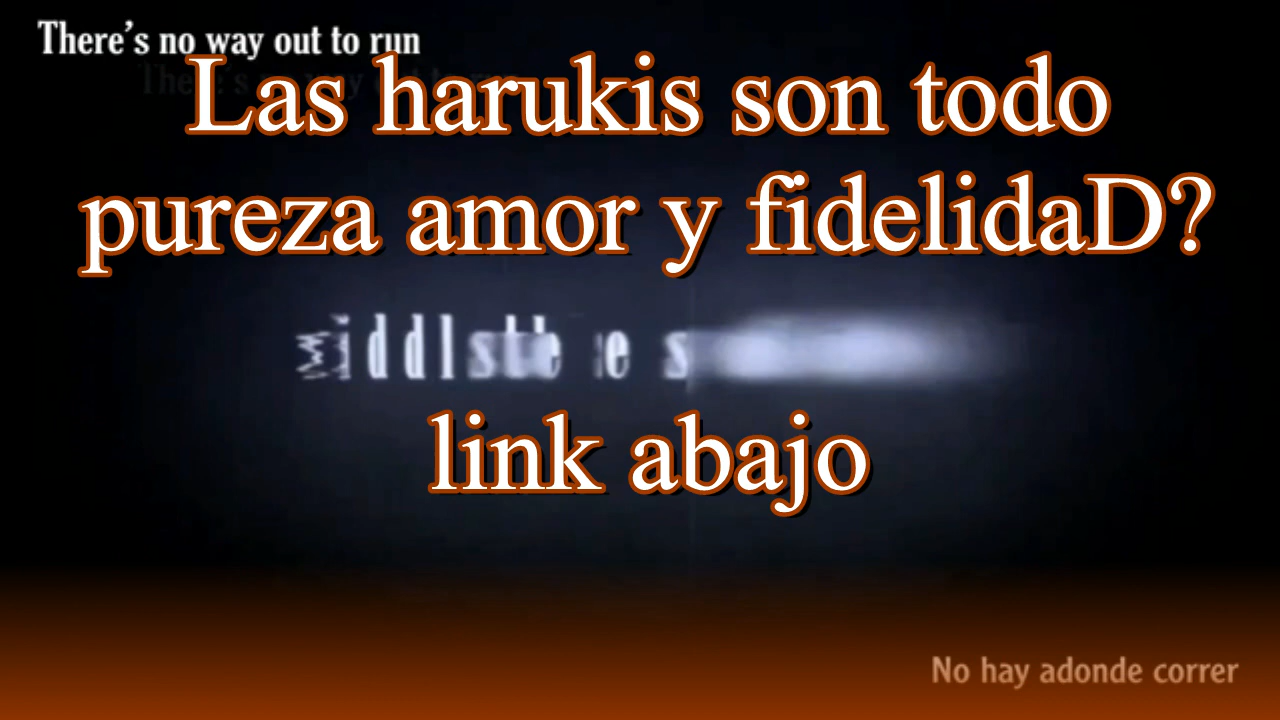 There's no way out to run
Las harukis son todo
pureza amor y fidelidaD?
link abajo
No hay adonde correr